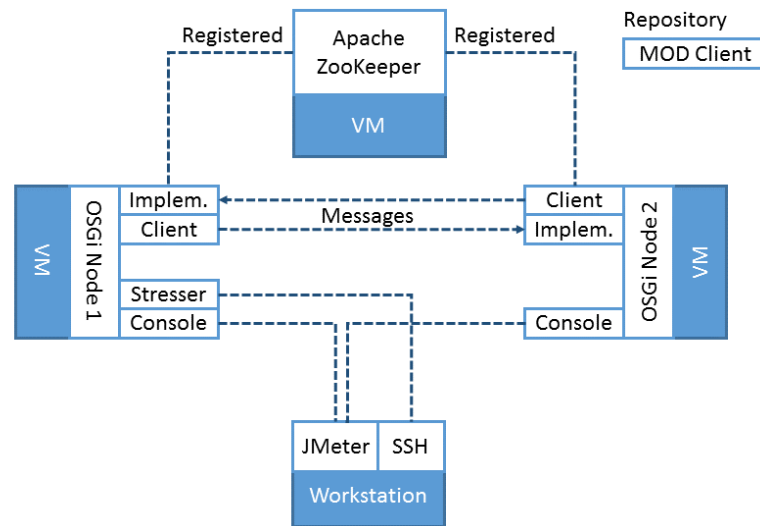 Registered
Apache
ZooKeeper
Registered
Repository
MOD Client
VM
VM
OSGi Node 1
Implem.
Client
Messages
Client
Implem.
OSGi Node 2
VM
Stresser
Console
Console
JMeter
SSH
Workstation